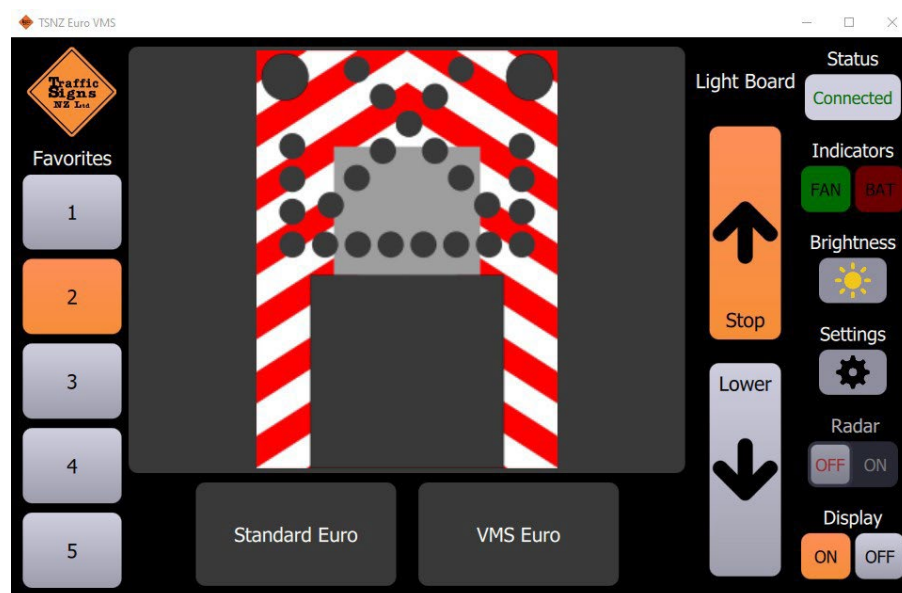 TSNZ Euro VMS
Traffic
Signs
NZ Ltd
Favorites
1
2
3
4
5
Standard Euro
VMS Euro
Light Board
Stop
Lower
Status
Connected
Indicators
FAN BAT
Brightness
Settings
Radar
OFF ON
Display
ON OFF